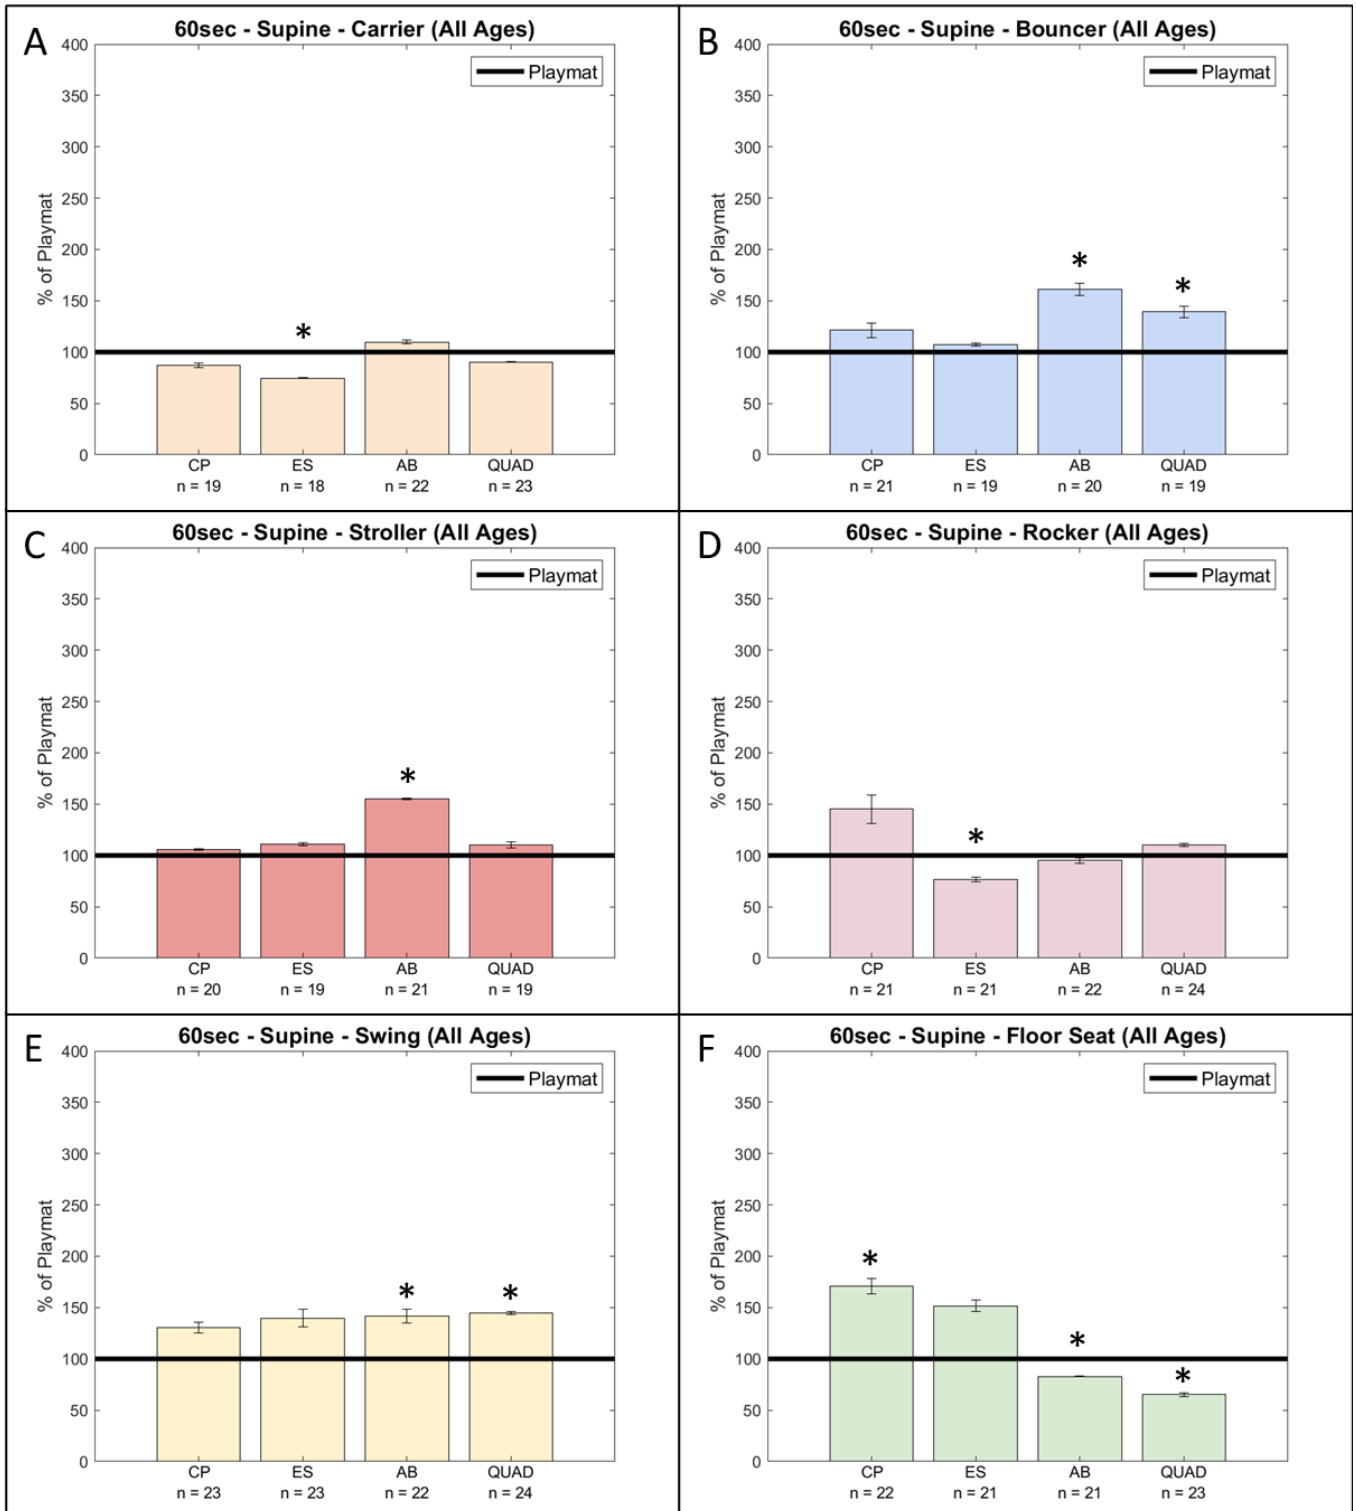 A
60sec - Supine - Carrier (All Ages)
Playmat
% of Playmat
400
350
300
250
200
150
100
50
0
*
CP ES AB QUAD
n = 19 n = 18 n = 22 n = 23
B
60sec - Supine - Bouncer (All Ages)
Playmat
% of Playmat
400
350
300
250
200
150
100
50
0
* *
CP ES AB QUAD
n = 21 n = 19 n = 20 n = 19
C
60sec - Supine - Stroller (All Ages)
Playmat
% of Playmat
400
350
300
250
200
150
100
50
0
*
CP ES AB QUAD
n = 20 n = 19 n = 21 n = 19
D
60sec - Supine - Rocker (All Ages)
Playmat
% of Playmat
400
350
300
250
200
150
100
50
0
*
CP ES AB QUAD
n = 21 n = 21 n = 22 n = 24
E
60sec - Supine - Swing (All Ages)
Playmat
% of Playmat
400
350
300
250
200
150
100
50
0
* *
CP ES AB QUAD
n = 23 n = 23 n = 22 n = 24
F
60sec - Supine - Floor Seat (All Ages)
Playmat
% of Playmat
400
350
300
250
200
150
100
50
0
* * *
CP ES AB QUAD
n = 22 n = 21 n = 21 n = 23